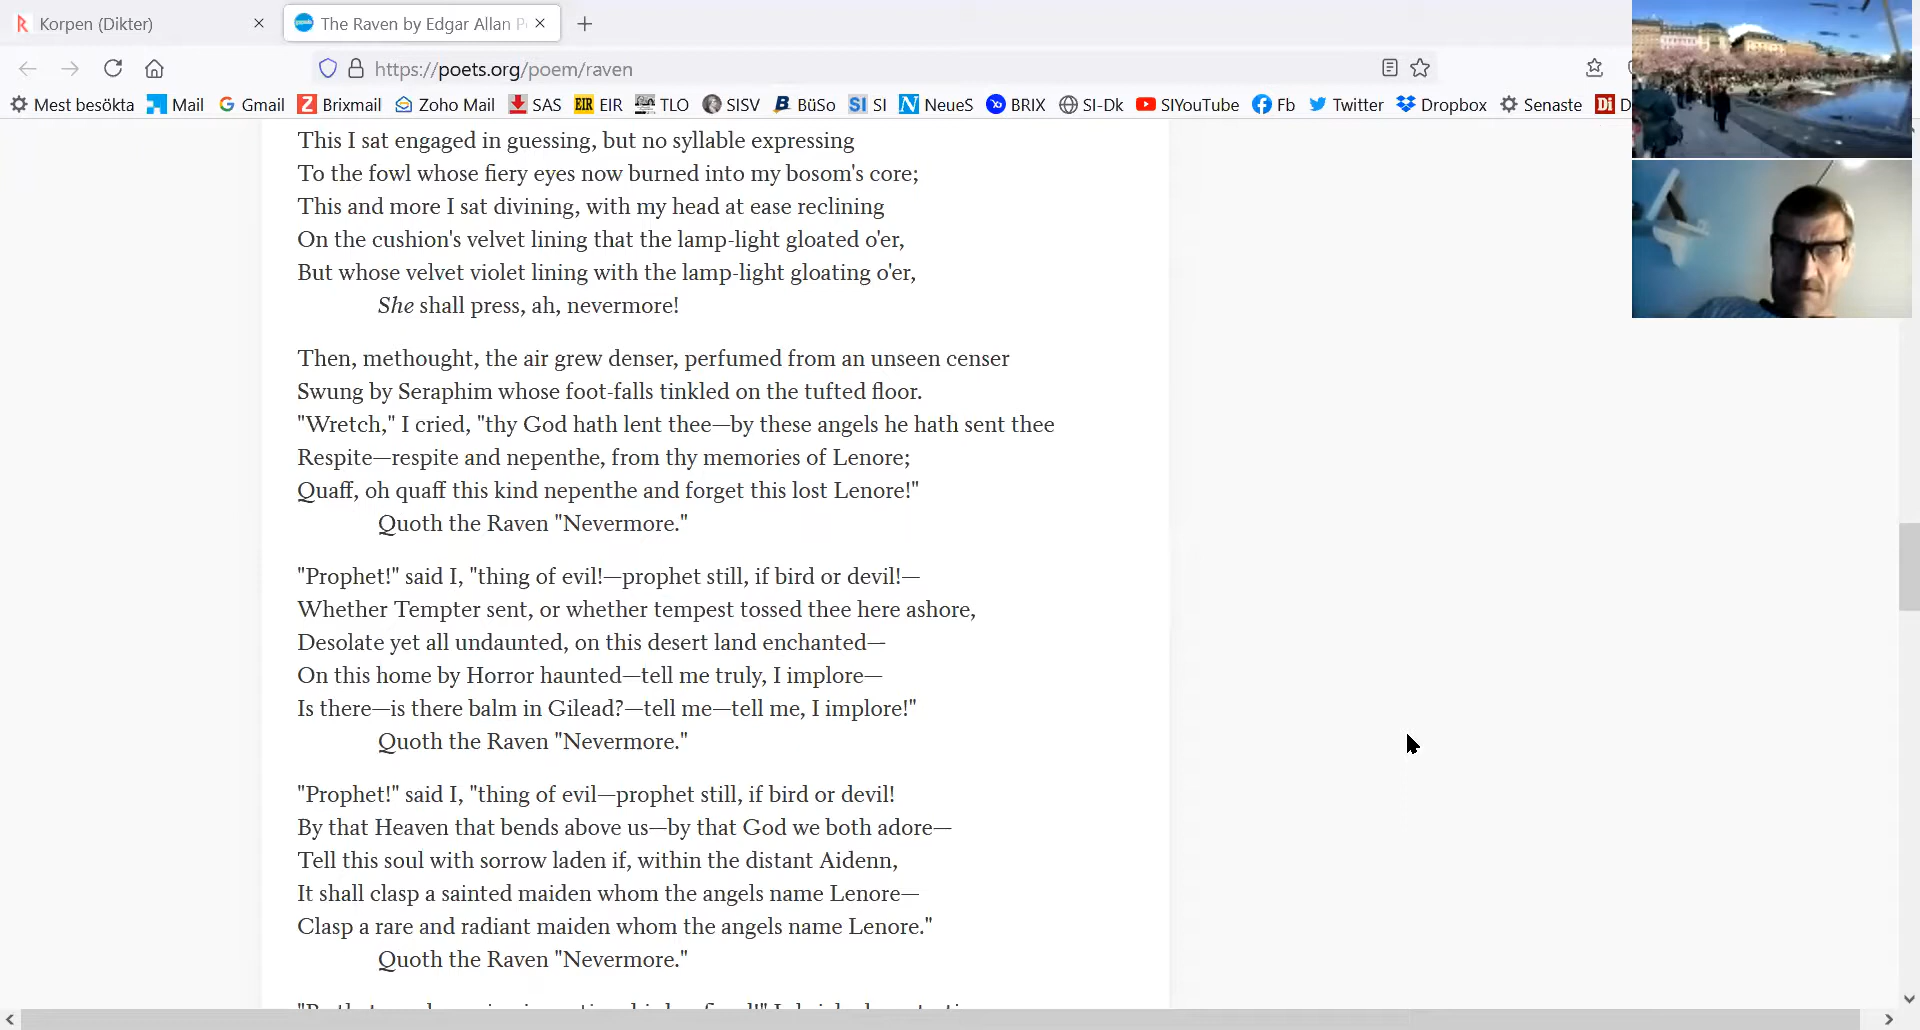 Korpen (Dikter)
The Raven by Edgar Allan P
https://poets.org/poem/raven
Mest besökta Mail Gmail Brixmail Zoho Mail SAS EIR EIR TLO SISV BüSo SI SI NeueS BRIX SI-Dk SIYouTube Fb Twitter Dropbox Senaste Di D
This I sat engaged in guessing, but no syllable expressing
To the fowl whose fiery eyes now burned into my bosom's core;
This and more I sat divining, with my head at ease reclining
On the cushion's velvet lining that the lamp-light gloated o'er,
But whose velvet violet lining with the lamp-light gloating o'er,
She shall press, ah, nevermore!
Then, methought, the air grew denser, perfumed from an unseen censer
Swung by Seraphim whose foot-falls tinkled on the tufted floor.
"Wretch," I cried, "thy God hath lent thee—by these angels he hath sent thee
Respite—respite and nepenthe, from thy memories of Lenore;
Quaff, oh quaff this kind nepenthe and forget this lost Lenore!"
Quoth the Raven "Nevermore."
"Prophet!" said I, "thing of evil!—prophet still, if bird or devil!—
Whether Tempter sent, or whether tempest tossed thee here ashore,
Desolate yet all undaunted, on this desert land enchanted—
On this home by Horror haunted—tell me truly, I implore—
Is there—is there balm in Gilead?—tell me—tell me, I implore!"
Quoth the Raven "Nevermore."
"Prophet!" said I, "thing of evil—prophet still, if bird or devil!
By that Heaven that bends above us—by that God we both adore—
Tell this soul with sorrow laden if, within the distant Aidenn,
It shall clasp a sainted maiden whom the angels name Lenore—
Clasp a rare and radiant maiden whom the angels name Lenore."
Quoth the Raven "Nevermore."